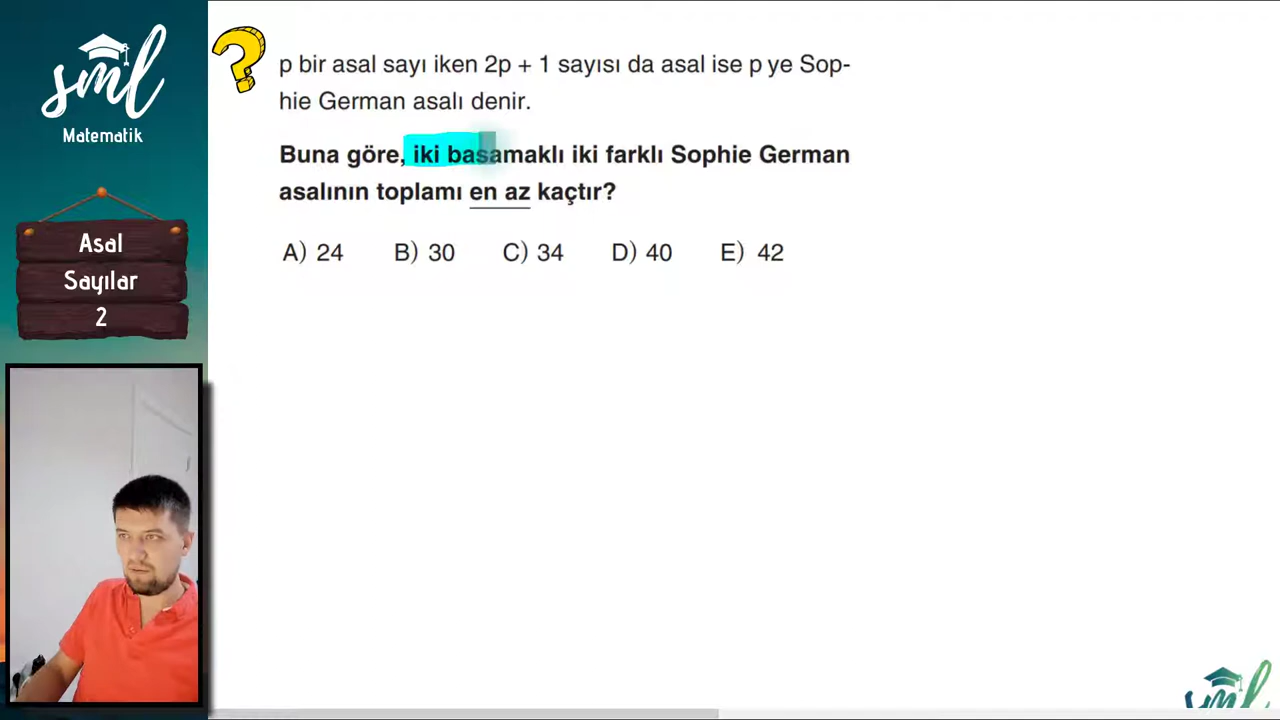 sml
Matematik
Asal
Sayılar
2
?
p bir asal sayı iken 2p + 1 sayısı da asal ise p ye Sop-
hie German asalı denir.
Buna göre, iki basamaklı iki farklı Sophie German
asalının toplamı en az kaçtır?
A) 24 B) 30 C) 34 D) 40 E) 42
sml